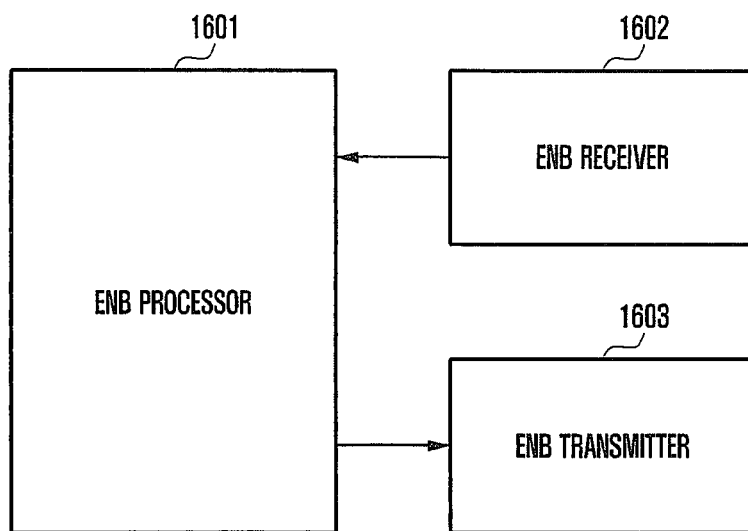 1601
1602
ENB RECEIVER
ENB PROCESSOR
1603
ENB TRANSMITTER